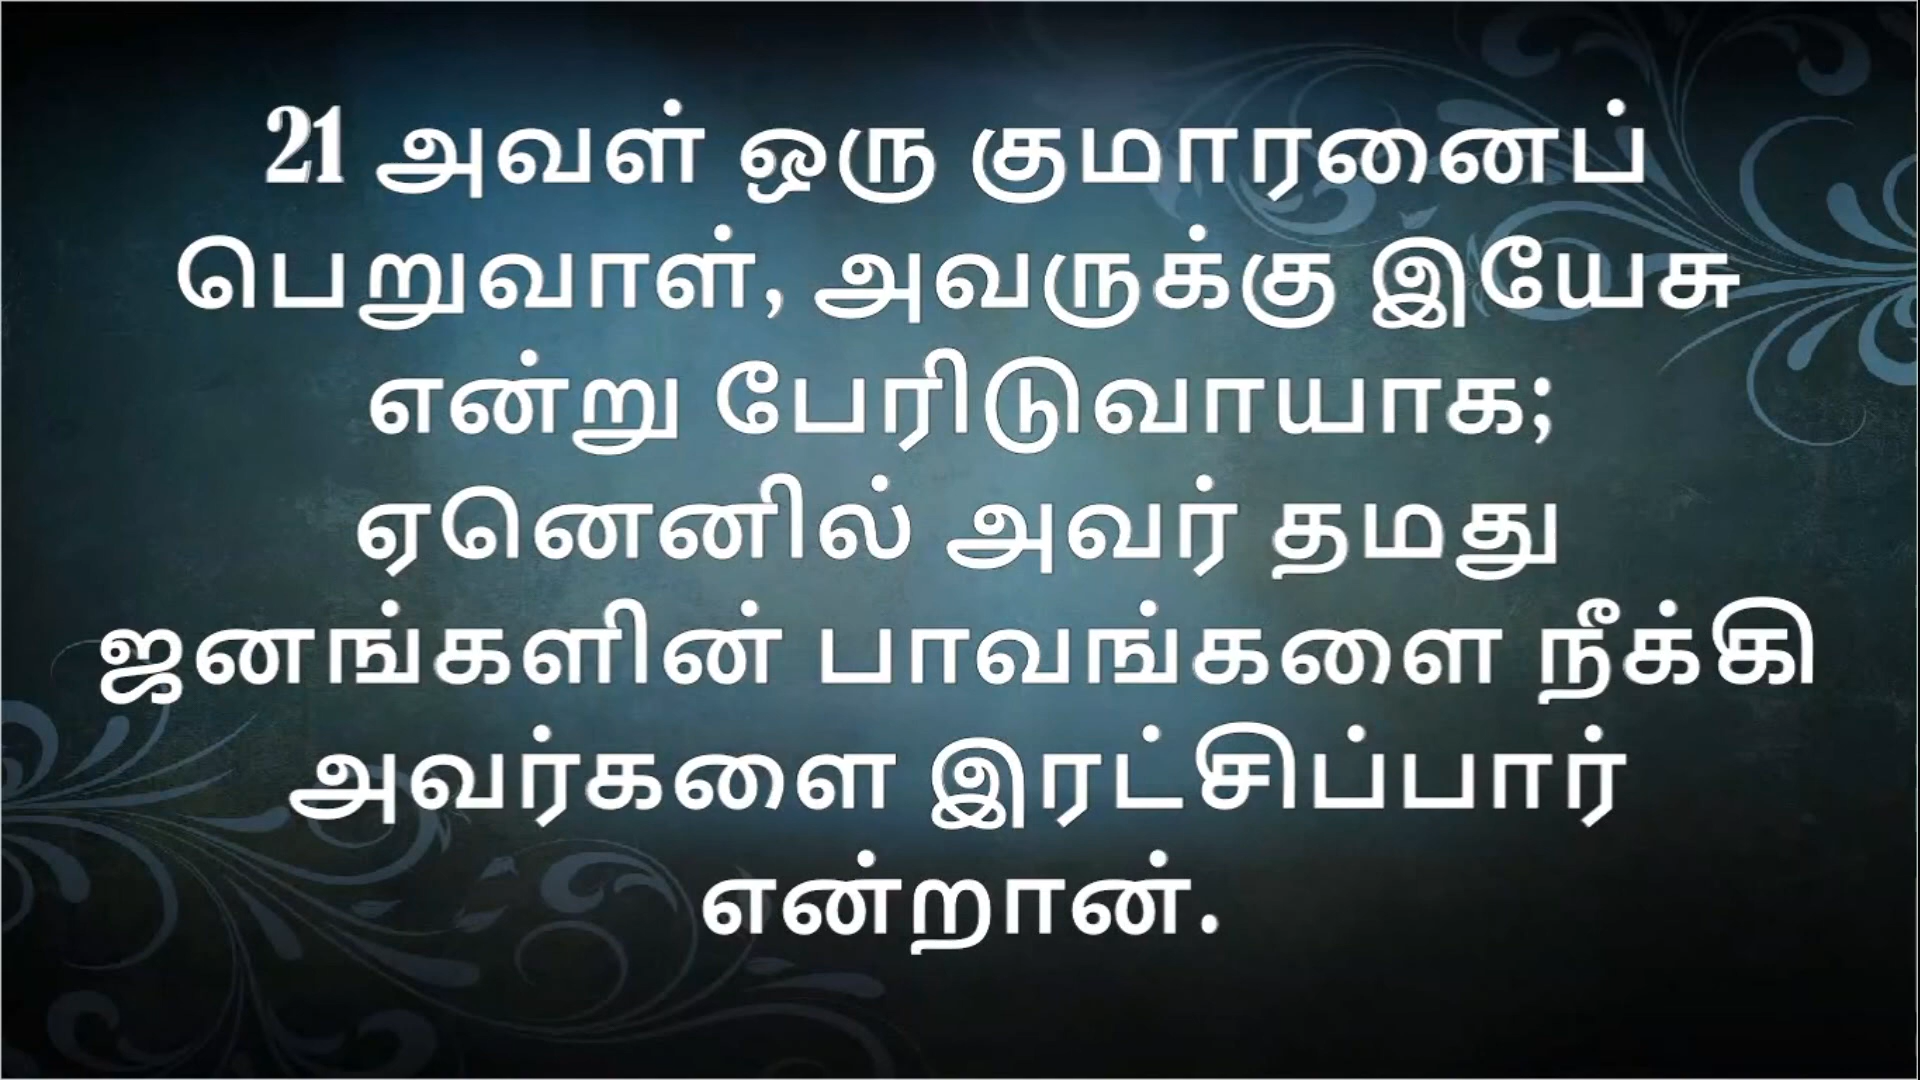 21 அவள் ஒரு குமாரனைப்
பெறுவாள், அவருக்கு இயேசு
என்று பேரிடுவாயாக;
ஏனெனில் அவர் தமது
ஜனங்களின் பாவங்களை நீக்கி
அவர்களை இரட்சிப்பார்
என்றான்.